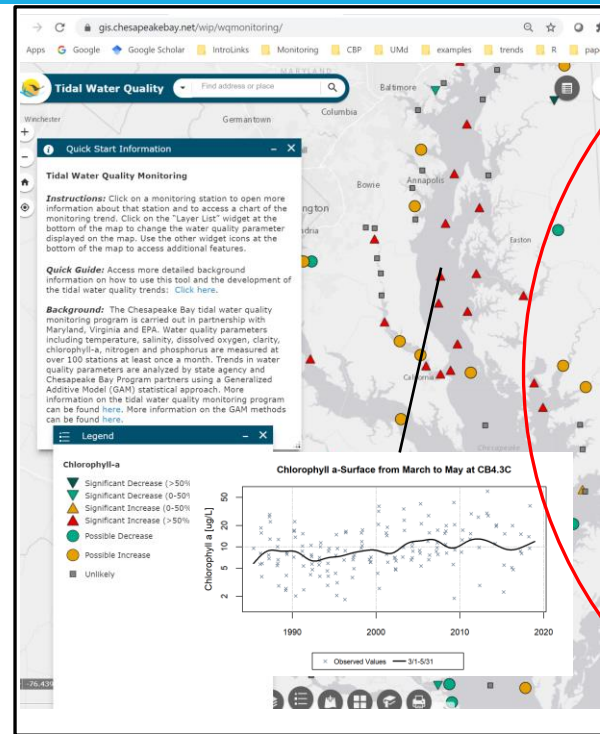 gis.chesapeakebay.net/wip/wqmonitoring/
Apps Google Google Scholar IntroLinks Monitoring CBP UMd examples trends R pap
MARYLAND
Tidal Water Quality Find address or place
Baltimore
Winchester
Germantown
Columbia
Quick Start Information
Tidal Water Quality Monitoring
Instructions: Click on a monitoring station to open more
information about that station and to access a chart of the
monitoring trend. Click on the "Layer List" widget at the
bottom of the map to change the water quality parameter
displayed on the map. Use the other widget icons at the
bottom of the map to access additional features.
Quick Guide: Access more detailed background
information on how to use this tool and the development of
the tidal water quality trends: Click here.
Background: The Chesapeake Bay tidal water quality
monitoring program is carried out in partnership with
Maryland, Virginia and EPA. Water quality parameters
including temperature, salinity, dissolved oxygen, clarity,
chlorophyll-a, nitrogen and phosphorus are measured at
over 100 stations at least once a month. Trends in water
quality parameters are analyzed by state agency and
Chesapeake Bay Program partners using a Generalized
Additive Model (GAM) statistical approach. More
information on the tidal water quality monitoring program
can be found here. More information on the GAM methods
can be found here.
Bowie
Annapolis
ngton
ndria
Easton
California
Chesapeake
Legend
Chlorophyll-a
Significant Decrease (>50%
Significant Decrease (0-50%
Significant Increase (0-50%
Significant Increase (>50%
Possible Decrease
Possible Increase
Unlikely
Chlorophyll a-Surface from March to May at CB4.3C
Chlorophyll a [ug/L]
50
20
10
5
2
1990 2000 2010 2020
Observed Values 3/1-5/31
-76.439